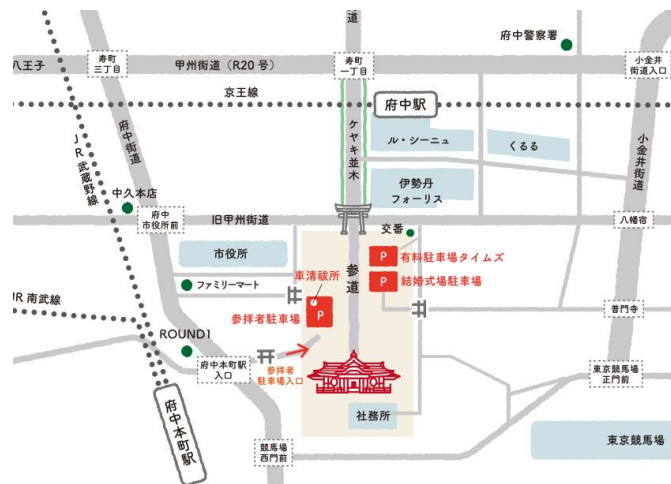 道
府中警察署
八王子
寿町
三丁目
甲州街道（R20号）
寿町
一丁目
小金井
街道入口
京王線
府中駅
JR武蔵野線
府中街道
ケヤキ並木
ル・シーニュ
くるる
小金井街道
伊勢丹
フォーリス
中久本店
府中
市役所前
旧甲州街道
八幡宿
交番
市役所
参道
P
有料駐車場タイムズ
車清祓所
P
結婚式場駐車場
ファミリーマート
JR南武線
参拝者駐車場
P
普門寺
ROUND1
府中本町駅
入口
参拝者
駐車場入口
東京競馬場
正門前
府中本町駅
社務所
競馬場
西門前
東京競馬場